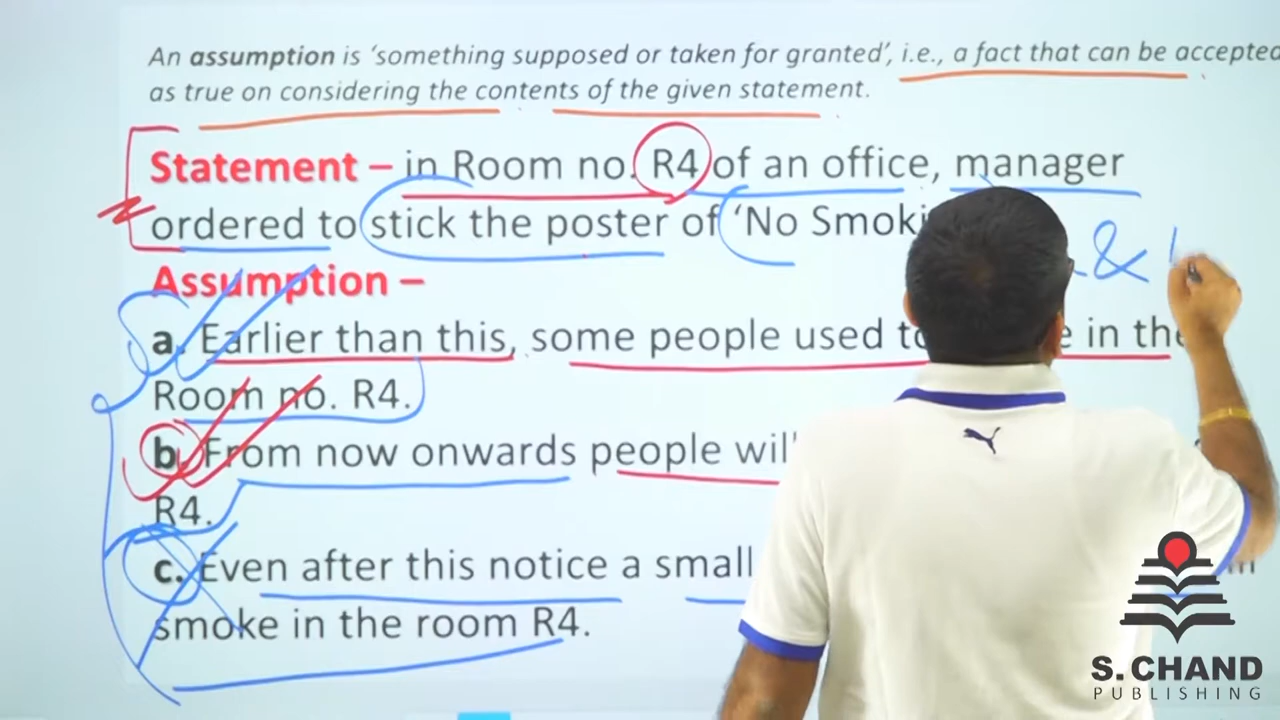 An assumption is ‘something supposed or taken for granted’, i.e., a fact that can be accepted
as true on considering the contents of the given statement.
Statement – in Room no. R4 of an office, manager
ordered to stick the poster of ‘No Smoki
&
Assumption –
a. Earlier than this, some people used in the
Room no. R4.
b. From now onwards people wil
R4.
c. Even after this notice a small
smoke in the room R4.
S. CHAND
PUBLISHING